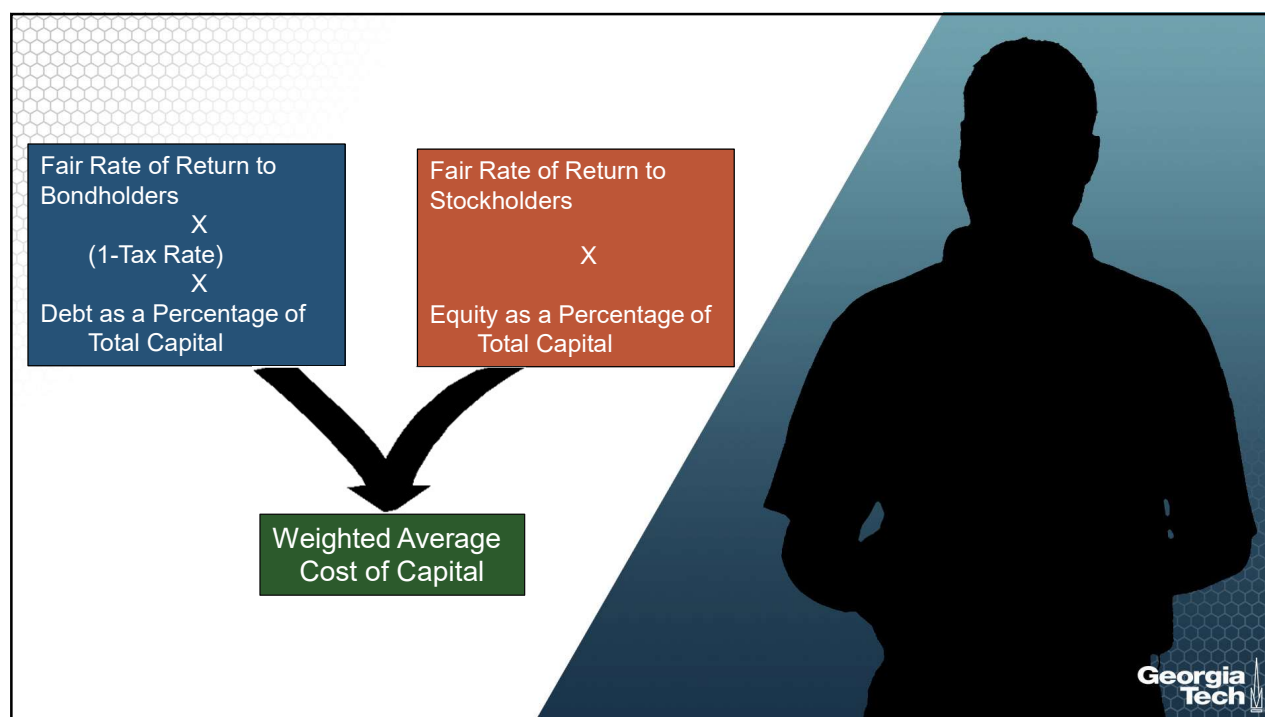 Fair Rate of Return to
Bondholders
X
(1-Tax Rate)
X
Debt as a Percentage of
Total Capital
Fair Rate of Return to
Stockholders
X
Equity as a Percentage of
Total Capital
Weighted Average
Cost of Capital
Georgia
Tech